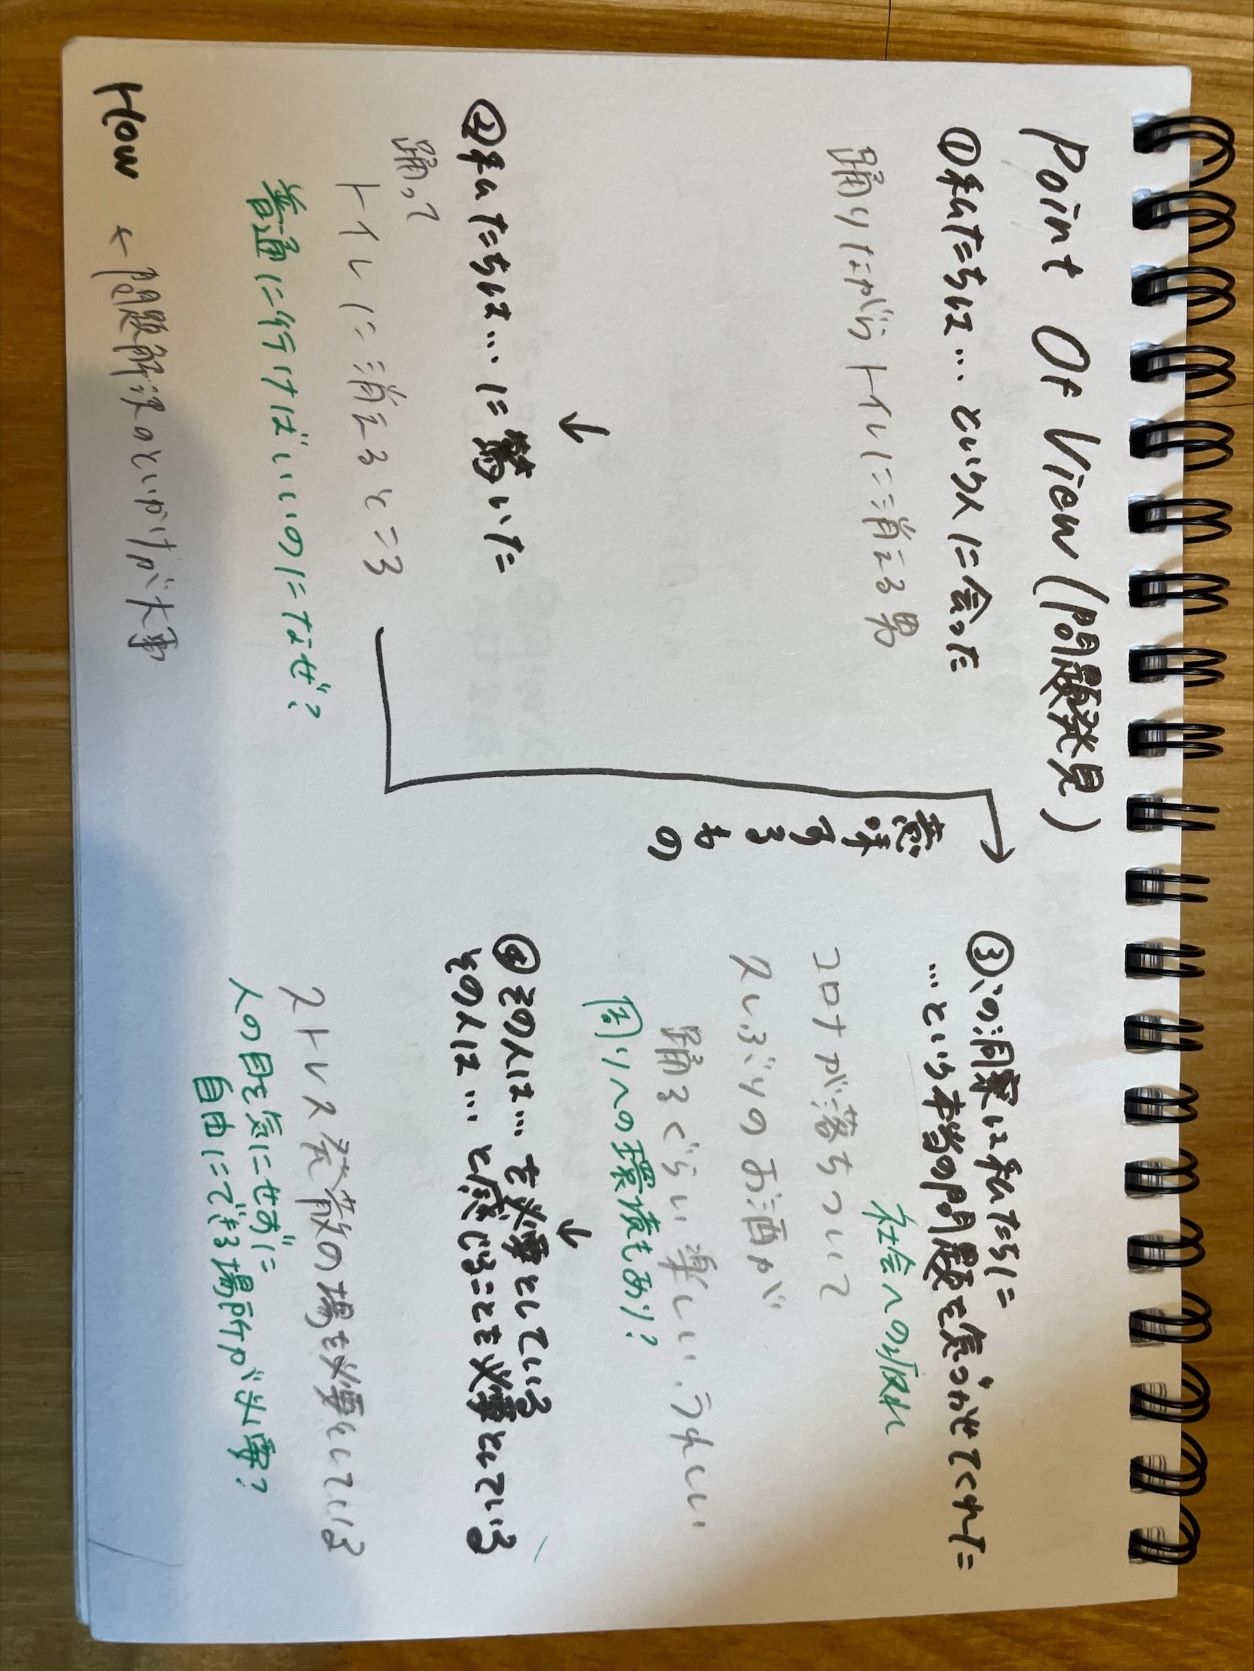 Point Of View (問題発見)
①私たちは… という人に会った
踊りながらトイレに消える男
↓
②私たちは… に驚いた
踊って
トイレに消えるところ
普通に行けばいいのになぜ?
意味するもの
③この洞察は私たちに
…という本当の問題を気づかせてくれた
社会への疲れ
コロナが落ちついて
久しぶりのお酒が
踊るぐらい楽しい、うれしい
周りへの環境もあり?
↓
④その人は… を必要としている
その人は… と感じることを必要としている
ストレス発散の場を必要としている
人の目を気にせずに
自由にできる場所が必要?
How ←問題解決のといかけが大事